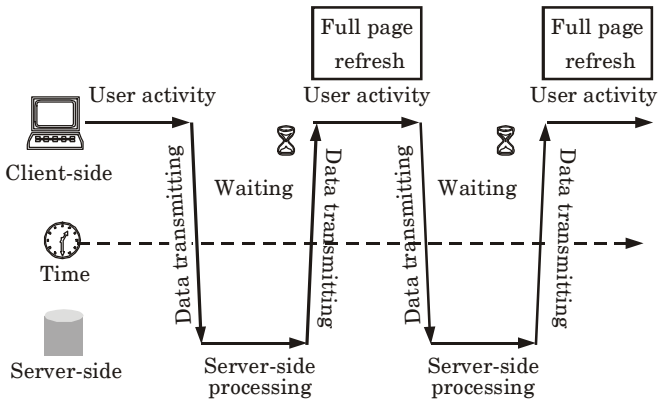 Full page
refresh
Full page
refresh
User activity
User activity
User activity
Client-side
Data transmitting
Waiting
Data transmitting
Data transmitting
Waiting
Data transmitting
Time
Server-side
Server-side
processing
Server-side
processing